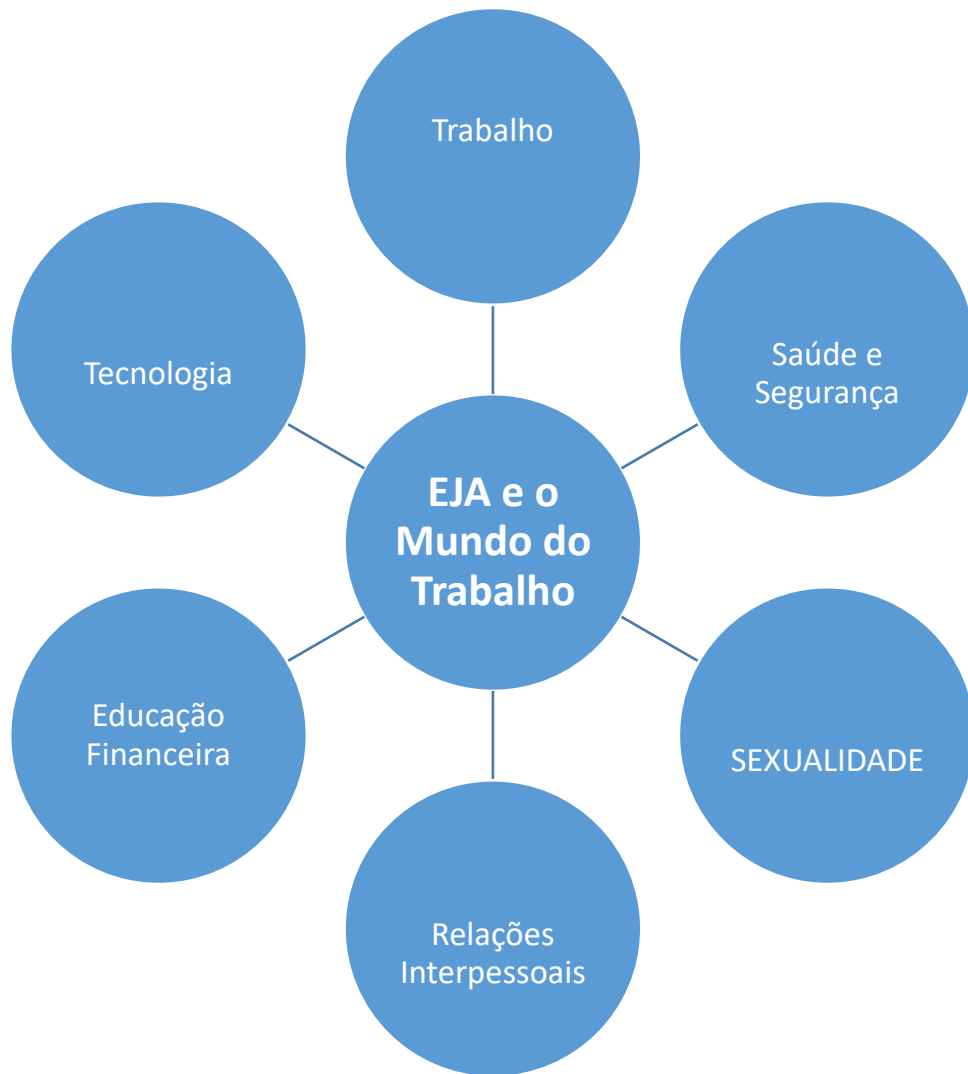 Trabalho
Tecnologia
Saúde e
Segurança
EJA e o
Mundo do
Trabalho
Educação
Financeira
SEXUALIDADE
Relações
Interpessoais